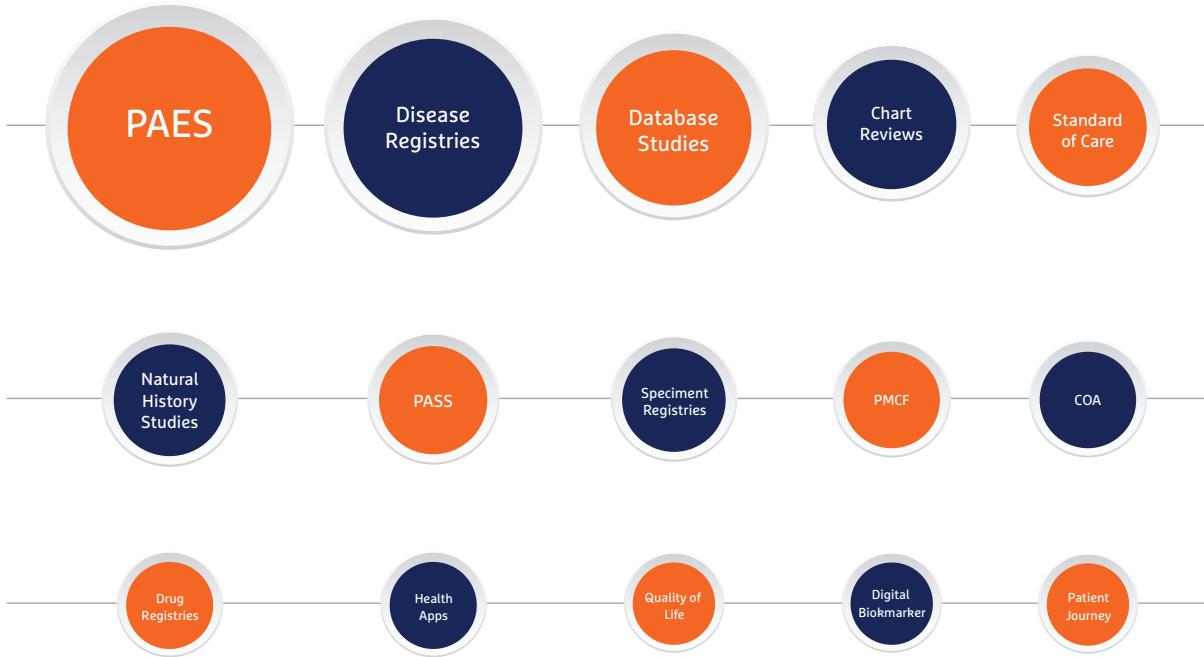 PAES
Disease
Registries
Database
Studies
Chart
Reviews
Standard
of Care
Natural
History
Studies
PASS
Speciment
Registries
PMCF
COA
Drug
Registries
Health
Apps
Quality of
Life
Digital
Biokmarker
Patient
Journey